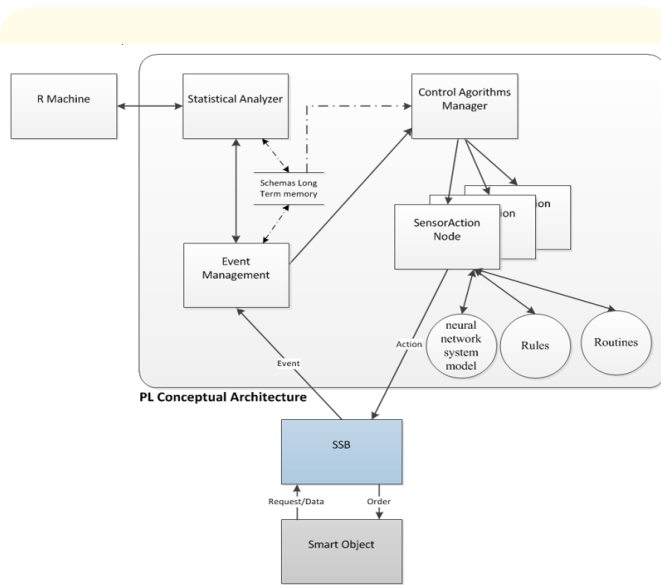 R Machine
Statistical Analyzer
Control Agorithms
Manager
Schemas Long
Term memory
SensorAction
Node
ion
ion
Event
Management
neural
network
system
model
Rules
Routines
Action
Event
PL Conceptual Architecture
SSB
Request/Data
Order
Smart Object